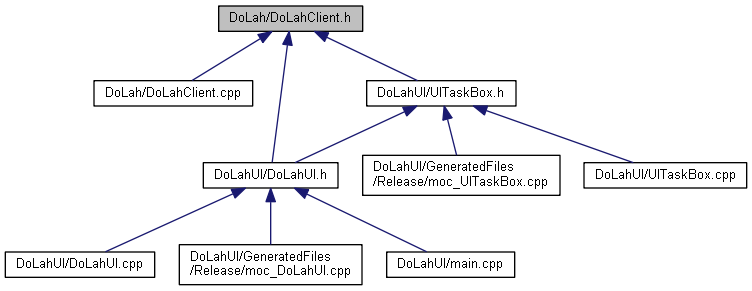 DoLah/DoLahClient.h
DoLah/DoLahClient.cpp
DoLahUI/UITaskBox.h
DoLahUI/DoLahUI.h
DoLahUI/GeneratedFiles
/Release/moc_UITaskBox.cpp
DoLahUI/UITaskBox.cpp
DoLahUI/DoLahUI.cpp
DoLahUI/GeneratedFiles
/Release/moc_DoLahUI.cpp
DoLahUI/main.cpp